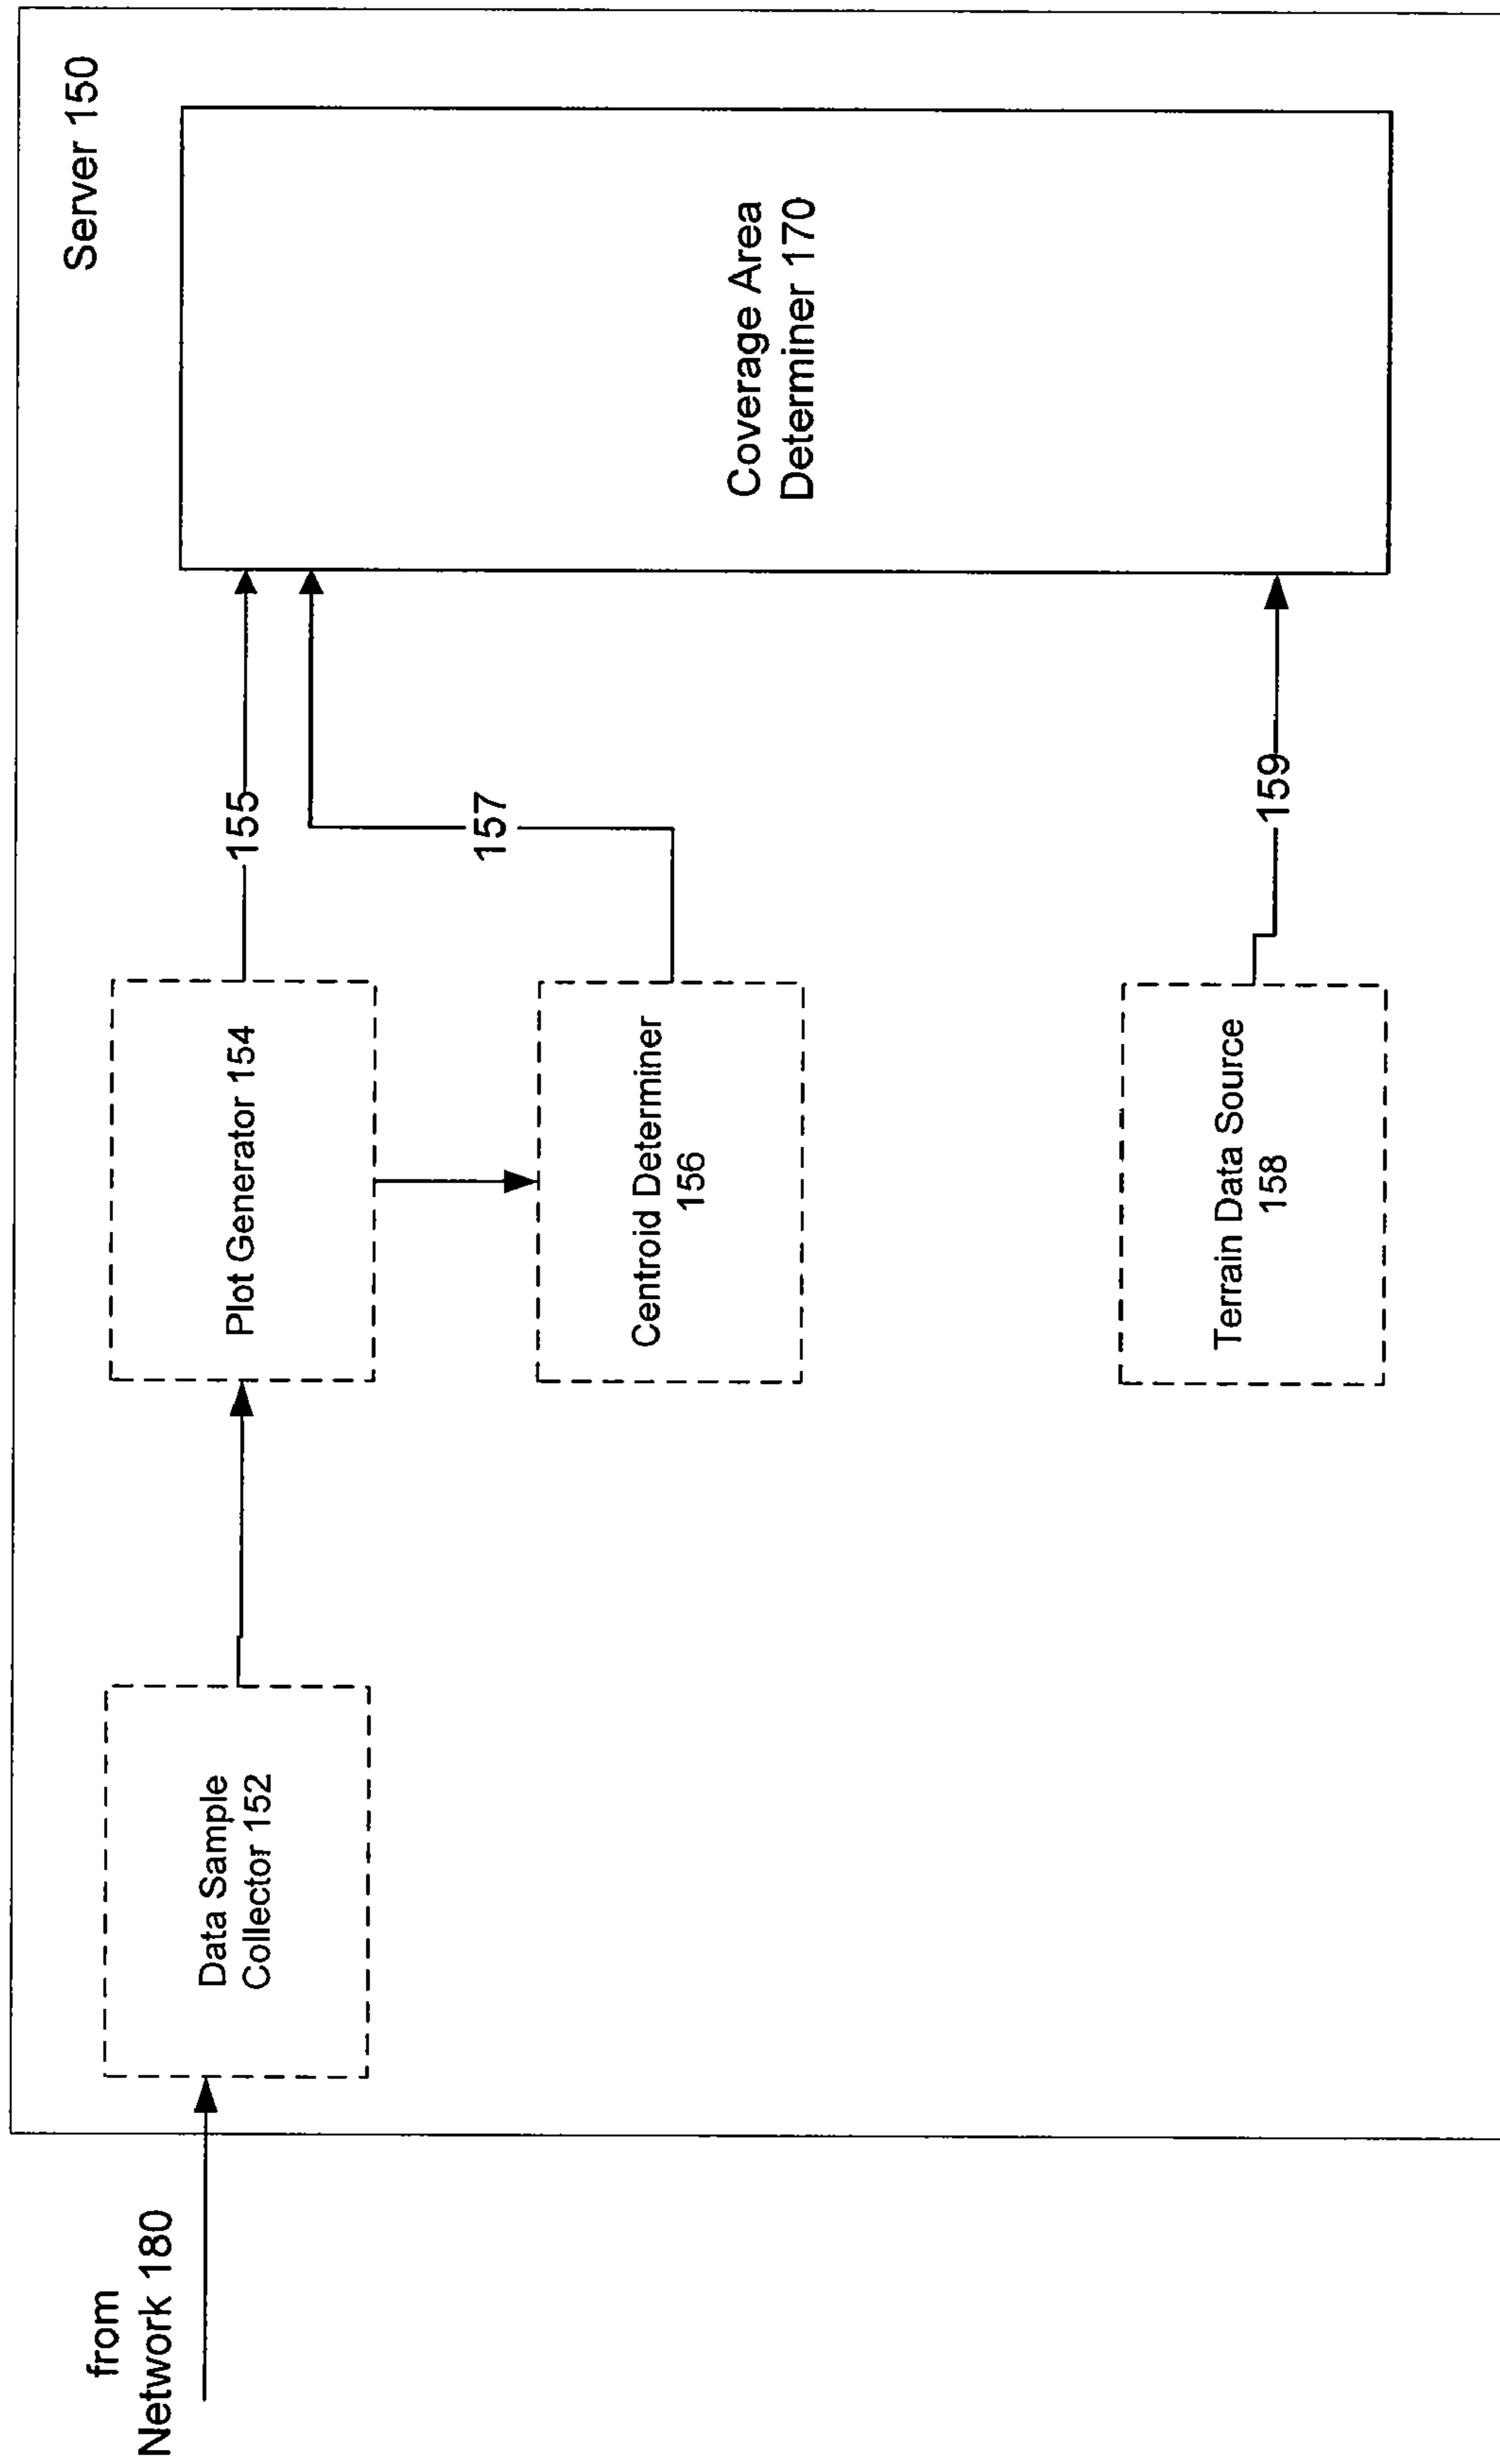 Server 150
from
Network 180
Data Sample
Collector 152
Plot Generator 154
155
Centroid Determiner
156
157
Coverage Area
Determiner 170
Terrain Data Source
158
159